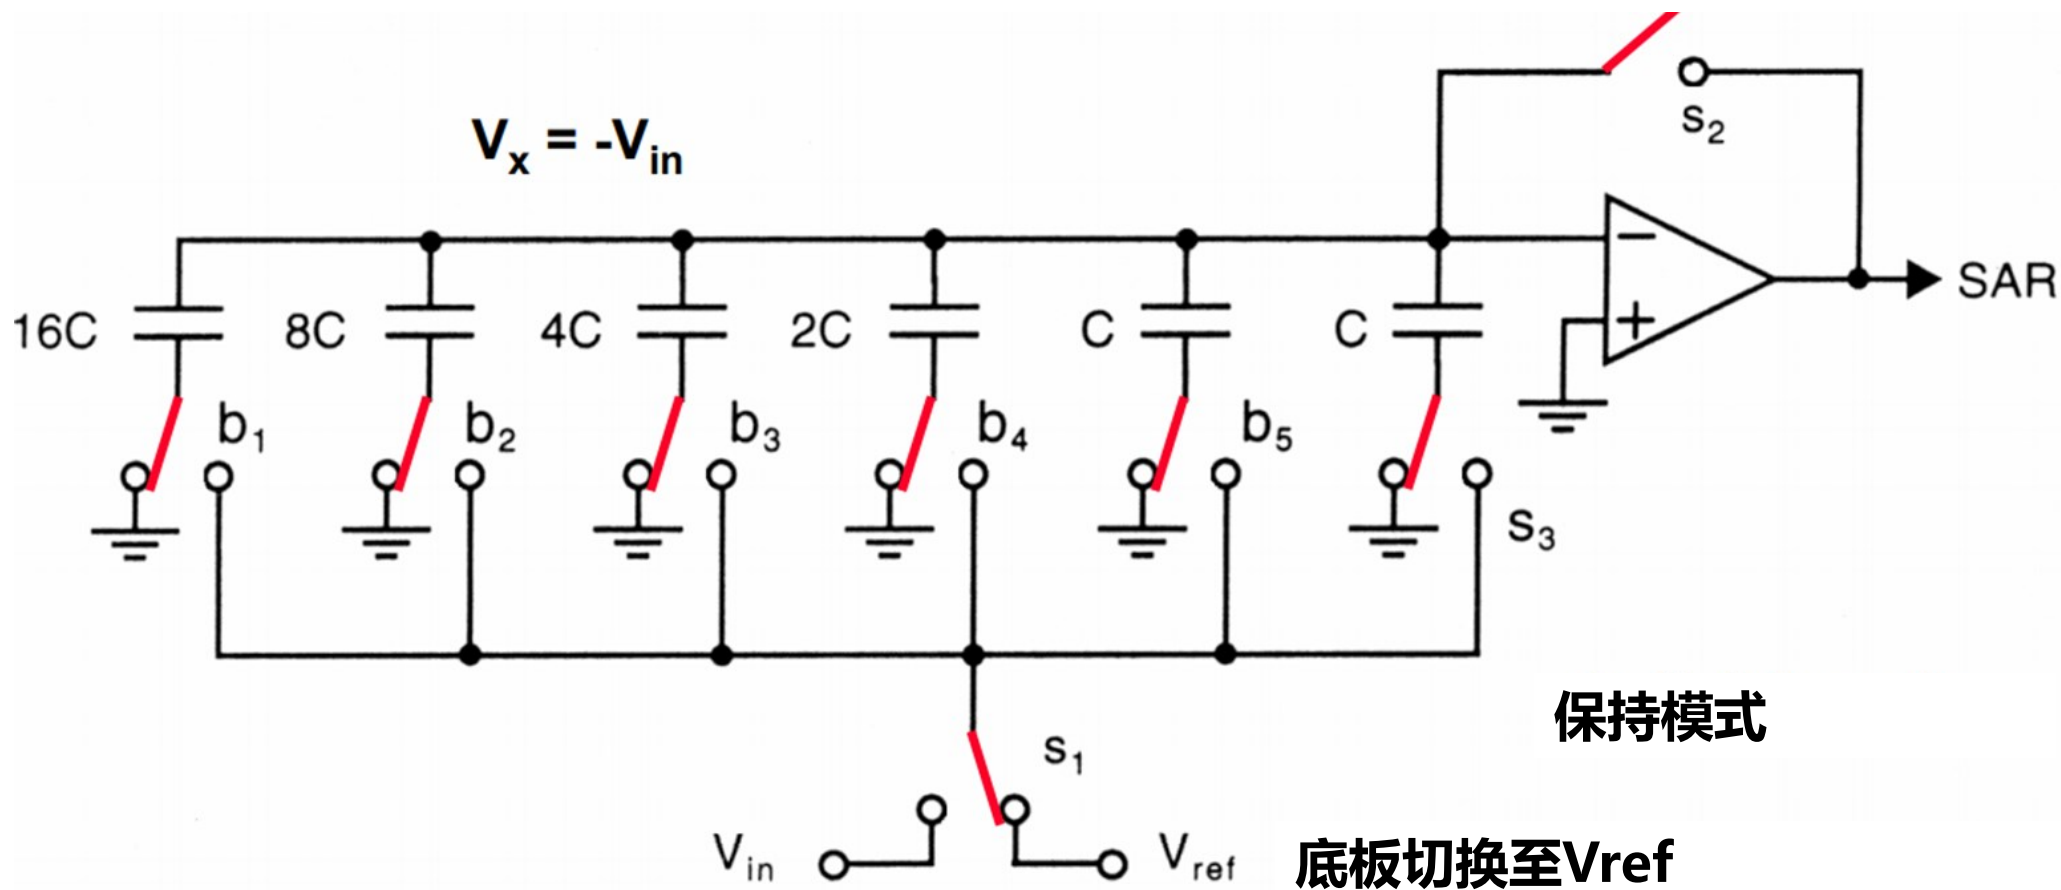 s₂
Vₓ = -Vᵢₙ
− 
SAR
16C 8C 4C 2C C C
+
b₁ b₂ b₃ b₄ b₅
s₃
保持模式
s₁
Vᵢₙ Vref 底板切换至Vref